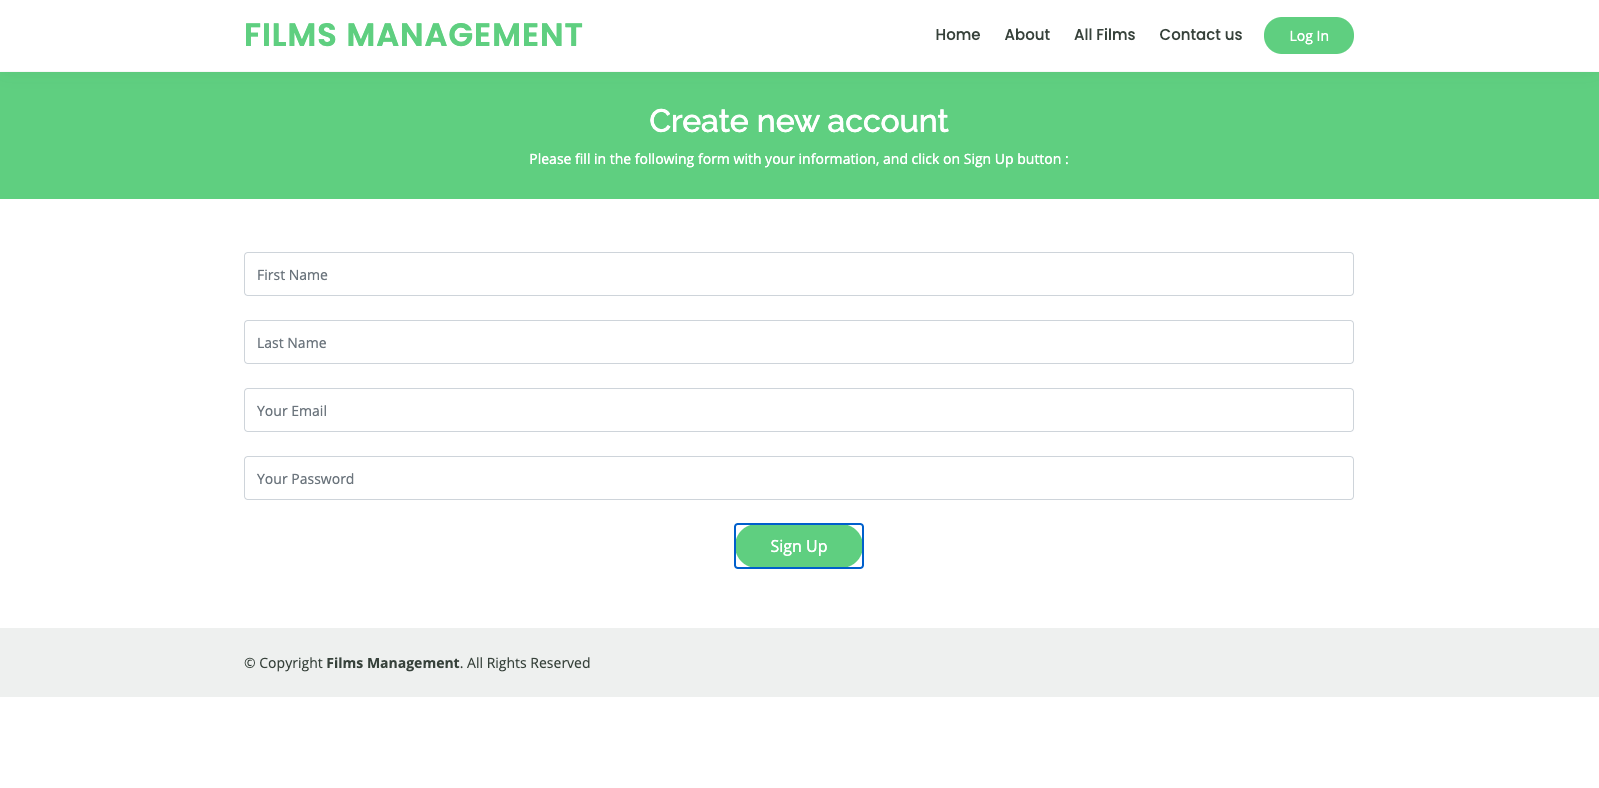 FILMS MANAGEMENT
Home About All Films Contact us Log In
Create new account
Please fill in the following form with your information, and click on Sign Up button :
First Name
Last Name
Your Email
Your Password
Sign Up
© Copyright Films Management. All Rights Reserved